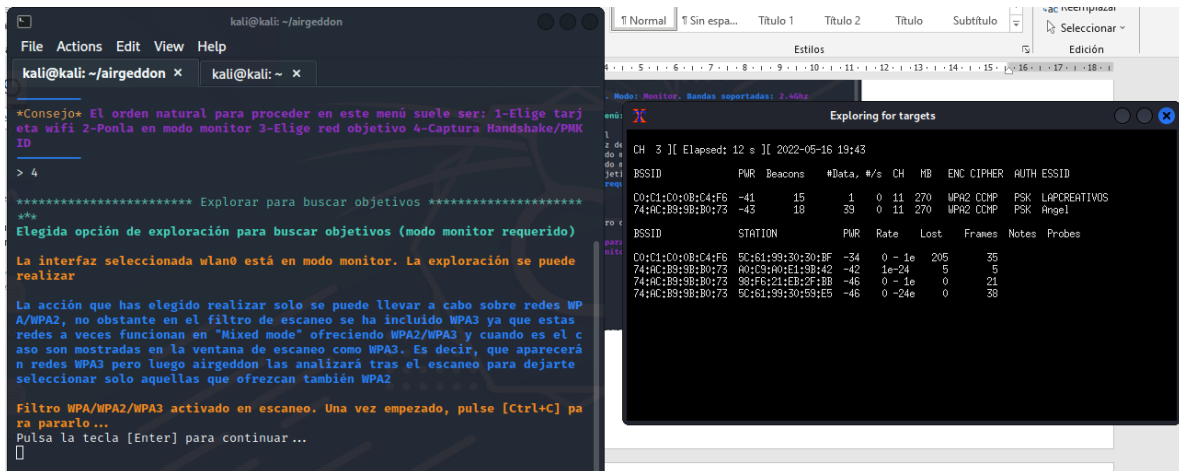 kali@kali: ~/airgeddon
File Actions Edit View Help
kali@kali: ~/airgeddon × kali@kali: ~ ×
*Consejo* El orden natural para proceder en este menú suele ser: 1-Elige tarj
eta wifi 2-Ponla en modo monitor 3-Elige red objetivo 4-Captura Handshake/PMK
ID
> 4
************************ Explorar para buscar objetivos *********************
***
Elegida opción de exploración para buscar objetivos (modo monitor requerido)
La interfaz seleccionada wlan0 está en modo monitor. La exploración se puede
realizar
La acción que has elegido realizar solo se puede llevar a cabo sobre redes WP
A/WPA2, no obstante en el filtro de escaneo se ha incluido WPA3 ya que estas
redes a veces funcionan en "Mixed mode" ofreciendo WPA2/WPA3 y cuando es el c
aso son mostradas en la ventana de escaneo como WPA3. Es decir, que aparecerá
n redes WPA3 pero luego airgeddon las analizará tras el escaneo para dejarte
seleccionar solo aquellas que ofrezcan también WPA2
Filtro WPA/WPA2/WPA3 activado en escaneo. Una vez empezado, pulse [Ctrl+C] pa
ra pararlo...
Pulsa la tecla [Enter] para continuar...
¶ Normal ¶ Sin espa... Título 1 Título 2 Título Subtítulo
Reemplazar
Seleccionar
Estilos Edición
4 · 5 · 6 · 7 · 8 · 9 · 10 · 11 · 12 · 13 · 14 · 15 · 16 · 17 · 18
. Modo: Monitor. Bandas soportadas: 2.4Ghz
Exploring for targets
CH 3 ][ Elapsed: 12 s ][ 2022-05-16 19:43
BSSID PWR Beacons #Data, #/s CH MB ENC CIPHER AUTH ESSID
C0:C1:C0:0B:C4:F6 -41 15 1 0 11 270 WPA2 CCMP PSK LAPCREATIVOS
74:AC:B9:9B:B0:73 -43 18 39 0 11 270 WPA2 CCMP PSK Angel
BSSID STATION PWR Rate Lost Frames Notes Probes
C0:C1:C0:0B:C4:F6 5C:61:99:30:30:BF -34 0 - 1e 205 35
74:AC:B9:9B:B0:73 A0:C9:A0:E1:9B:42 -42 1e-24 5 5
74:AC:B9:9B:B0:73 98:F6:21:EB:2F:BB -46 0 - 1e 0 21
74:AC:B9:9B:B0:73 5C:61:99:30:59:E5 -46 0 -24e 0 38